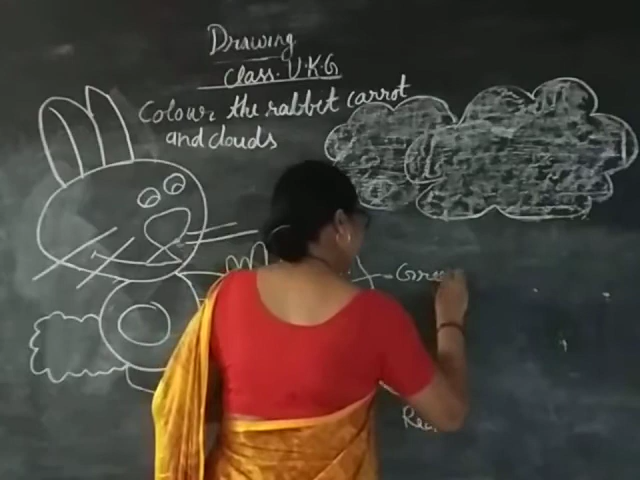 Drawing
Class. U.K.G
Colour the rabbit carrot
and clouds